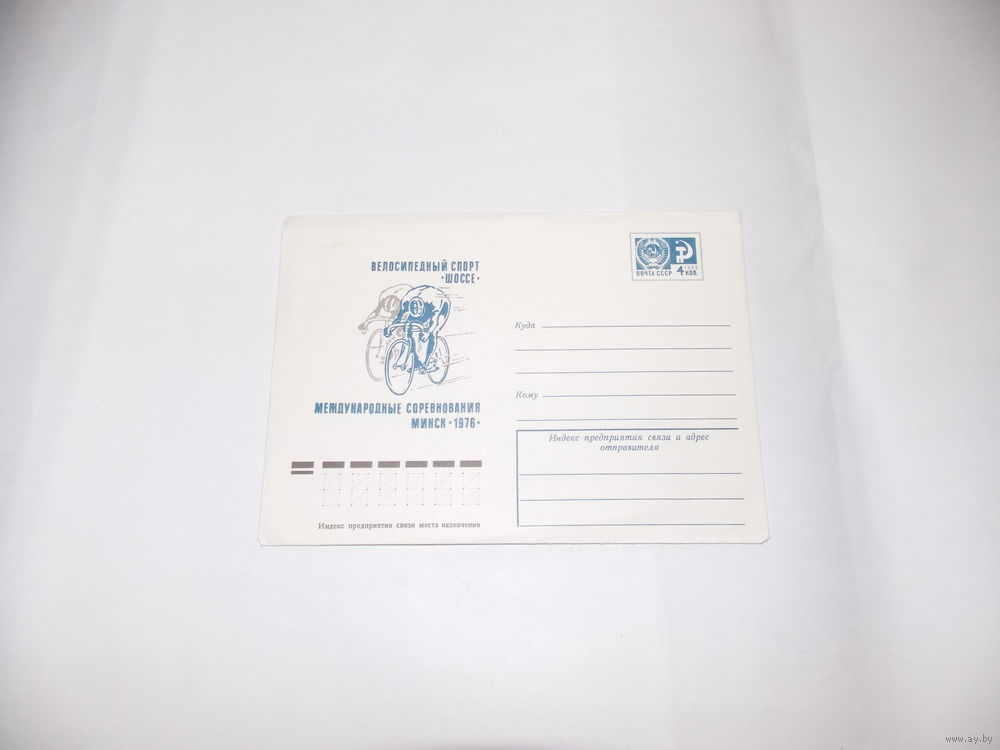 ВЕЛОСИПЕДНЫЙ СПОРТ
•ШОССЕ•
МЕЖДУНАРОДНЫЕ СОРЕВНОВАНИЯ
МИНСК •1976•
Индекс предприятия связи места назначения
ПОЧТА СССР
4 1966
КОП.
Куда
Кому
Индекс предприятия связи и адрес
отправителя
www.ay.by